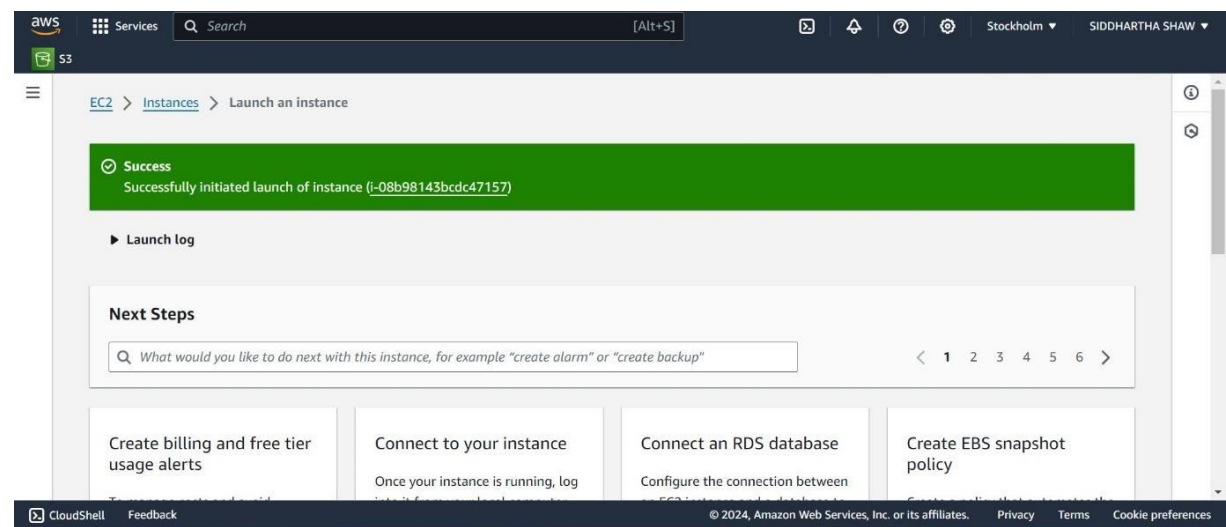 aws Services Search [Alt+S] Stockholm ▼ SIDDHARTHA SHAW ▼
S3
EC2 > Instances > Launch an instance
Success
Successfully initiated launch of instance (i-08b98143bcdc47157)
▶ Launch log
Next Steps
What would you like to do next with this instance, for example "create alarm" or "create backup"
< 1 2 3 4 5 6 >
Create billing and free tier
usage alerts
Connect to your instance
Once your instance is running, log
Connect an RDS database
Configure the connection between
Create EBS snapshot
policy
CloudShell Feedback © 2024, Amazon Web Services, Inc. or its affiliates. Privacy Terms Cookie preferences